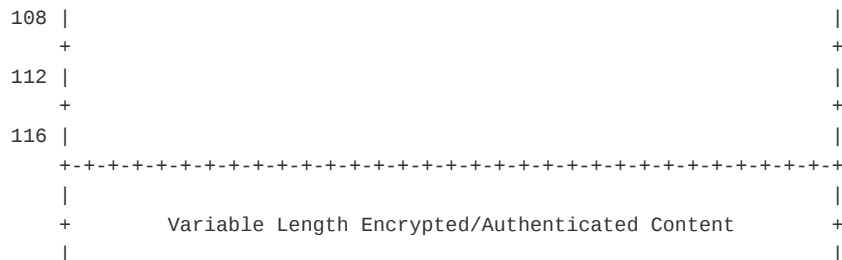 108 |                                                               |
    +                                                               +
112 |                                                               |
    +                                                               +
116 |                                                               |
    +-+-+-+-+-+-+-+-+-+-+-+-+-+-+-+-+-+-+-+-+-+-+-+-+-+-+-+-+-+-+-+-+
    |                                                               |
    +        Variable Length Encrypted/Authenticated Content        +
    |                                                               |